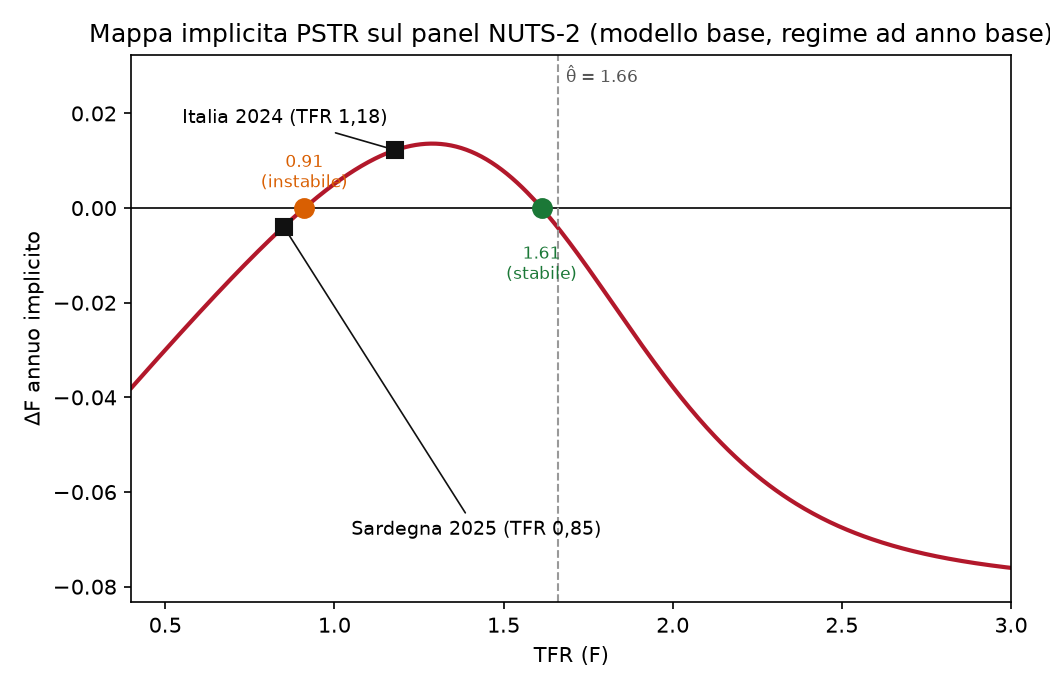 Mappa implicita PSTR sul panel NUTS-2 (modello base, regime ad anno base)
θ̂ = 1.66
Italia 2024 (TFR 1,18)
0.91
(instabile)
1.61
(stabile)
Sardegna 2025 (TFR 0,85)
ΔF annuo implicito
0.02
0.00
−0.02
−0.04
−0.06
−0.08
0.5
1.0
1.5
2.0
2.5
3.0
TFR (F)